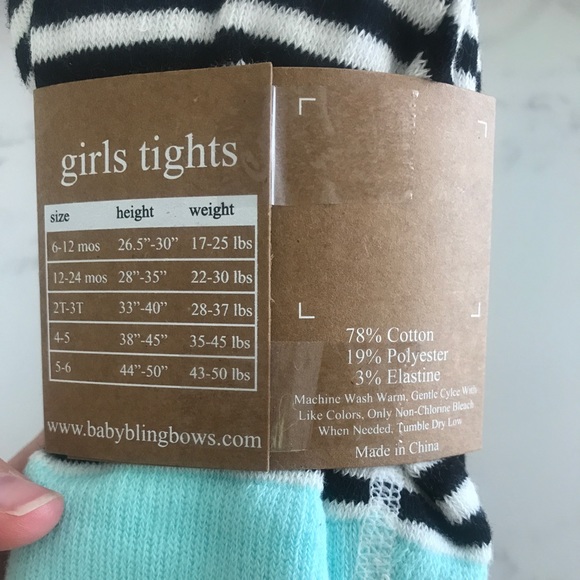 girls tights
size height weight
6-12 mos 26.5”-30” 17-25 lbs
12-24 mos 28”-35” 22-30 lbs
2T-3T 33”-40” 28-37 lbs
4-5 38”-45” 35-45 lbs
5-6 44”-50” 43-50 lbs
www.babyblingbows.com
78% Cotton
19% Polyester
3% Elastine
Machine Wash Warm, Gentle Cylce With
Like Colors, Only Non-Chlorine Bleach
When Needed, Tumble Dry Low
Made in China